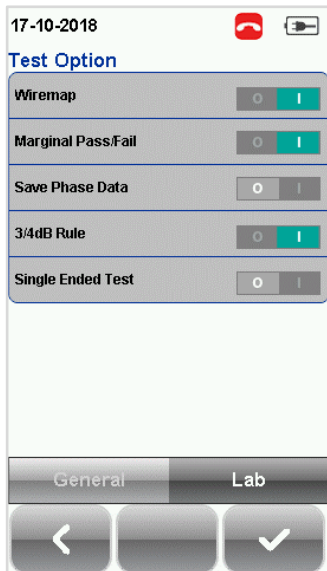 17-10-2018
Test Option
Wiremap O I
Marginal Pass/Fail O I
Save Phase Data O I
3/4dB Rule O I
Single Ended Test O I
General Lab